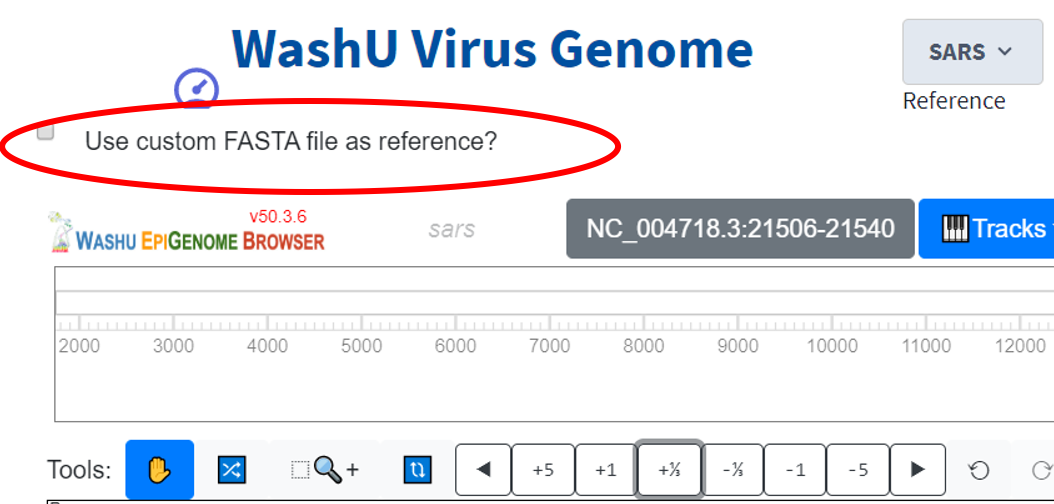 WashU Virus Genome
SARS
Reference
Use custom FASTA file as reference?
v50.3.6
WASHU EPIGENOME BROWSER
sars
NC_004718.3:21506-21540
Tracks
2000 3000 4000 5000 6000 7000 8000 9000 10000 11000 12000
Tools: + +5 +1 +⅓ -⅓ -1 -5